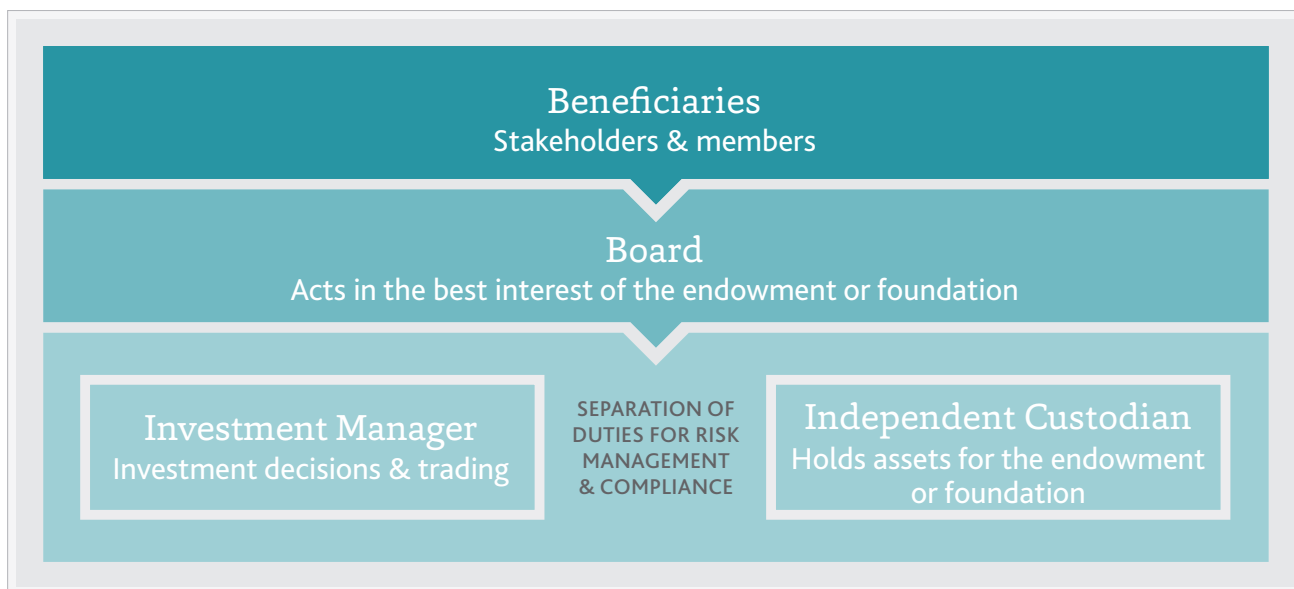 Beneficiaries
Stakeholders & members
Board
Acts in the best interest of the endowment or foundation
Investment Manager
Investment decisions & trading
SEPARATION OF
DUTIES FOR RISK
MANAGEMENT
& COMPLIANCE
Independent Custodian
Holds assets for the endowment
or foundation